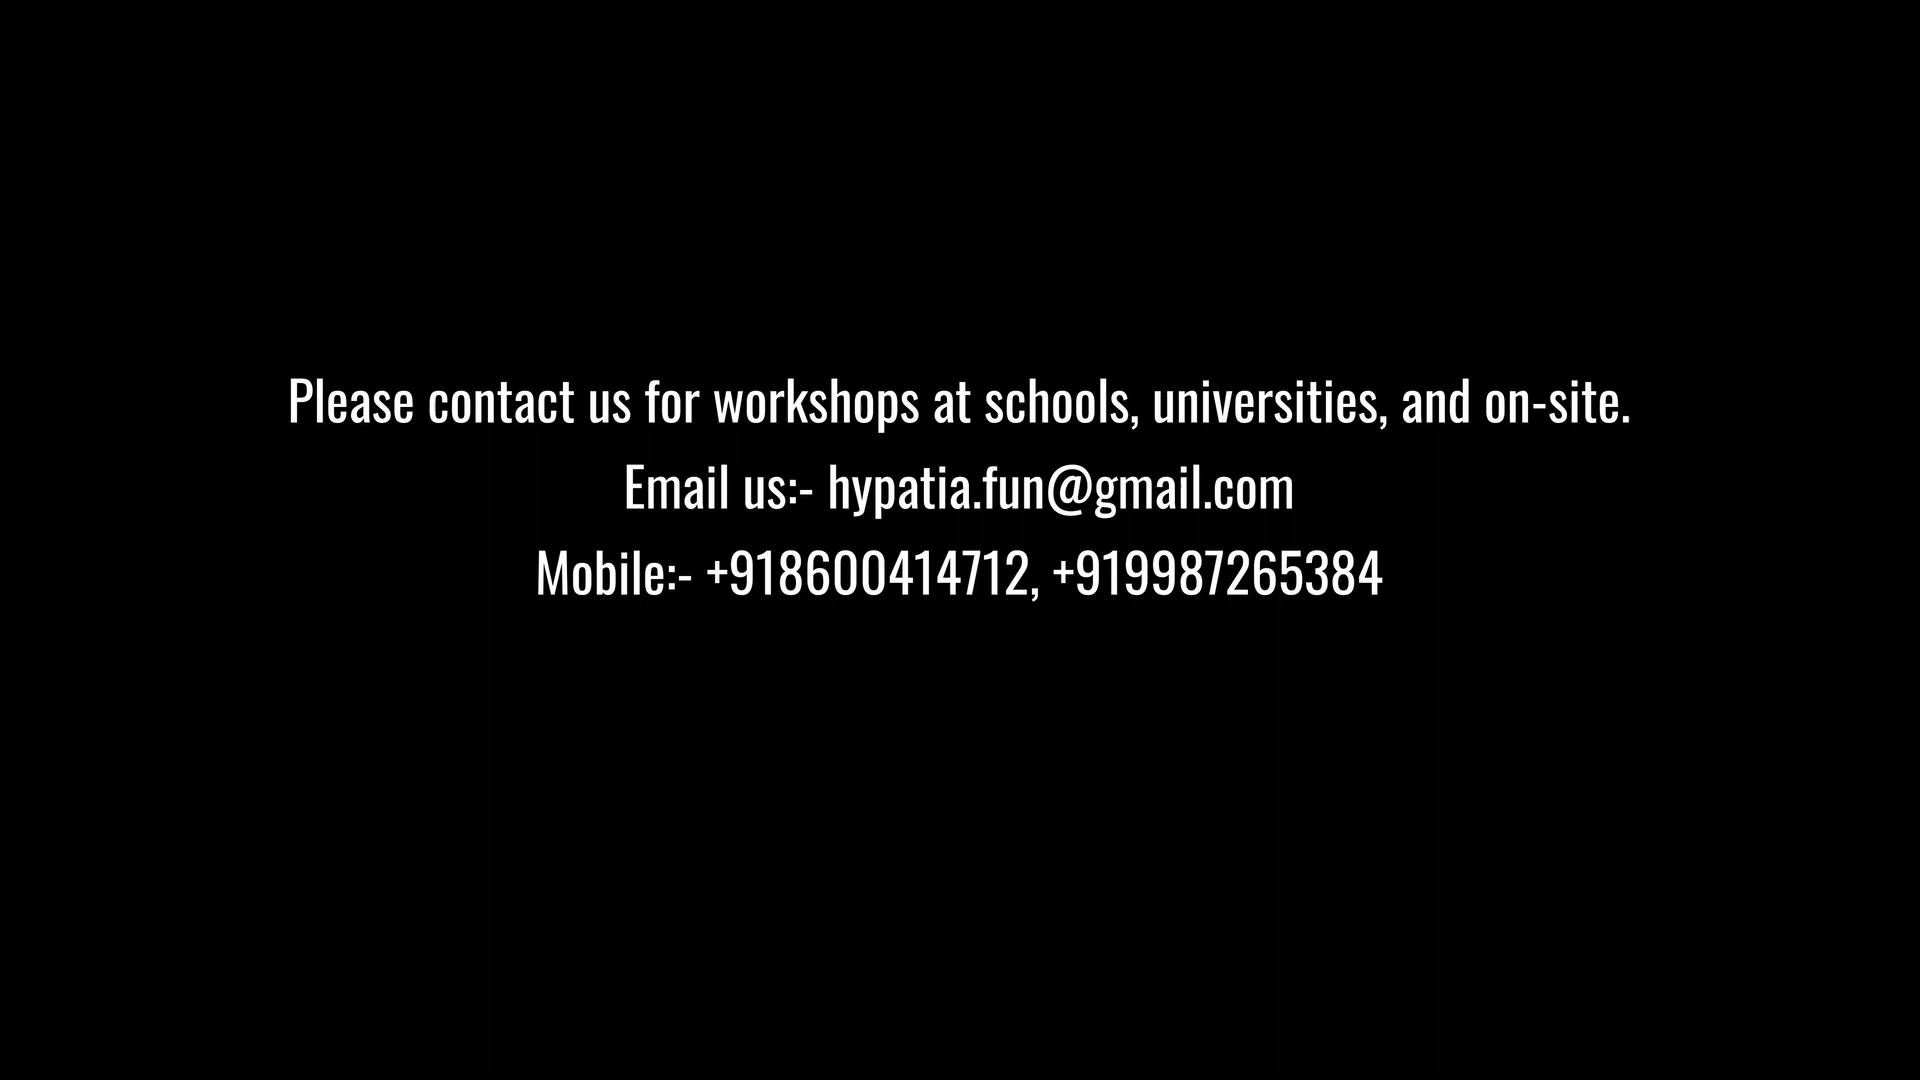 Please contact us for workshops at schools, universities, and on-site.
Email us:- hypatia.fun@gmail.com
Mobile:- +918600414712, +919987265384